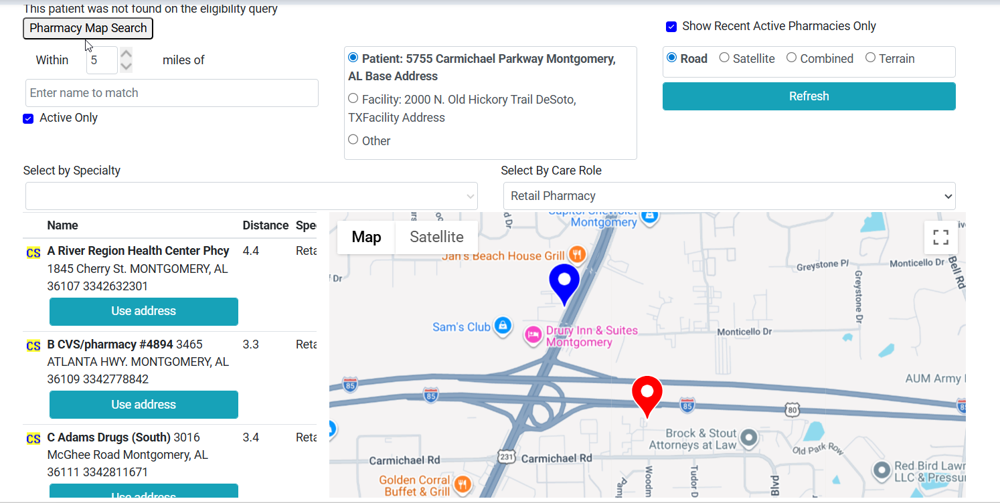 This patient was not found on the eligibility query
Pharmacy Map Search
Show Recent Active Pharmacies Only
Within
5
miles of
Enter name to match
Active Only
Patient: 5755 Carmichael Parkway Montgomery,
AL Base Address
Facility: 2000 N. Old Hickory Trail DeSoto,
TXFacility Address
Other
Road Satellite Combined Terrain
Refresh
Select by Specialty
Select By Care Role
Retail Pharmacy
Name Distance Spe
CS A River Region Health Center Phcy 4.4 Reta
1845 Cherry St. MONTGOMERY, AL
36107 3342632301
Use address
CS B CVS/pharmacy #4894 3465 3.3 Reta
ATLANTA HWY. MONTGOMERY, AL
36109 3342778842
Use address
CS C Adams Drugs (South) 3016 3.4 Reta
McGhee Road Montgomery, AL
36111 3342811671
Use address
Map Satellite
Capitol Chevrolet
Montgomery
Jan's Beach House Grill
Dr
Dr
Greystone Pl
Monticello Dr
Bell Rd
Greystone Dr
Sam's Club
Drury Inn & Suites
Montgomery
Monticello Dr
AUM Army
85
85
85
80
85
Brock & Stout
Attorneys at Law
Old Park Row
231
Carmichael Rd
Carmichael Rd
Red Bird Lawn
LLC & Pressu
Golden Corral
Buffet & Grill
Woodm
Tudor D
Blvd